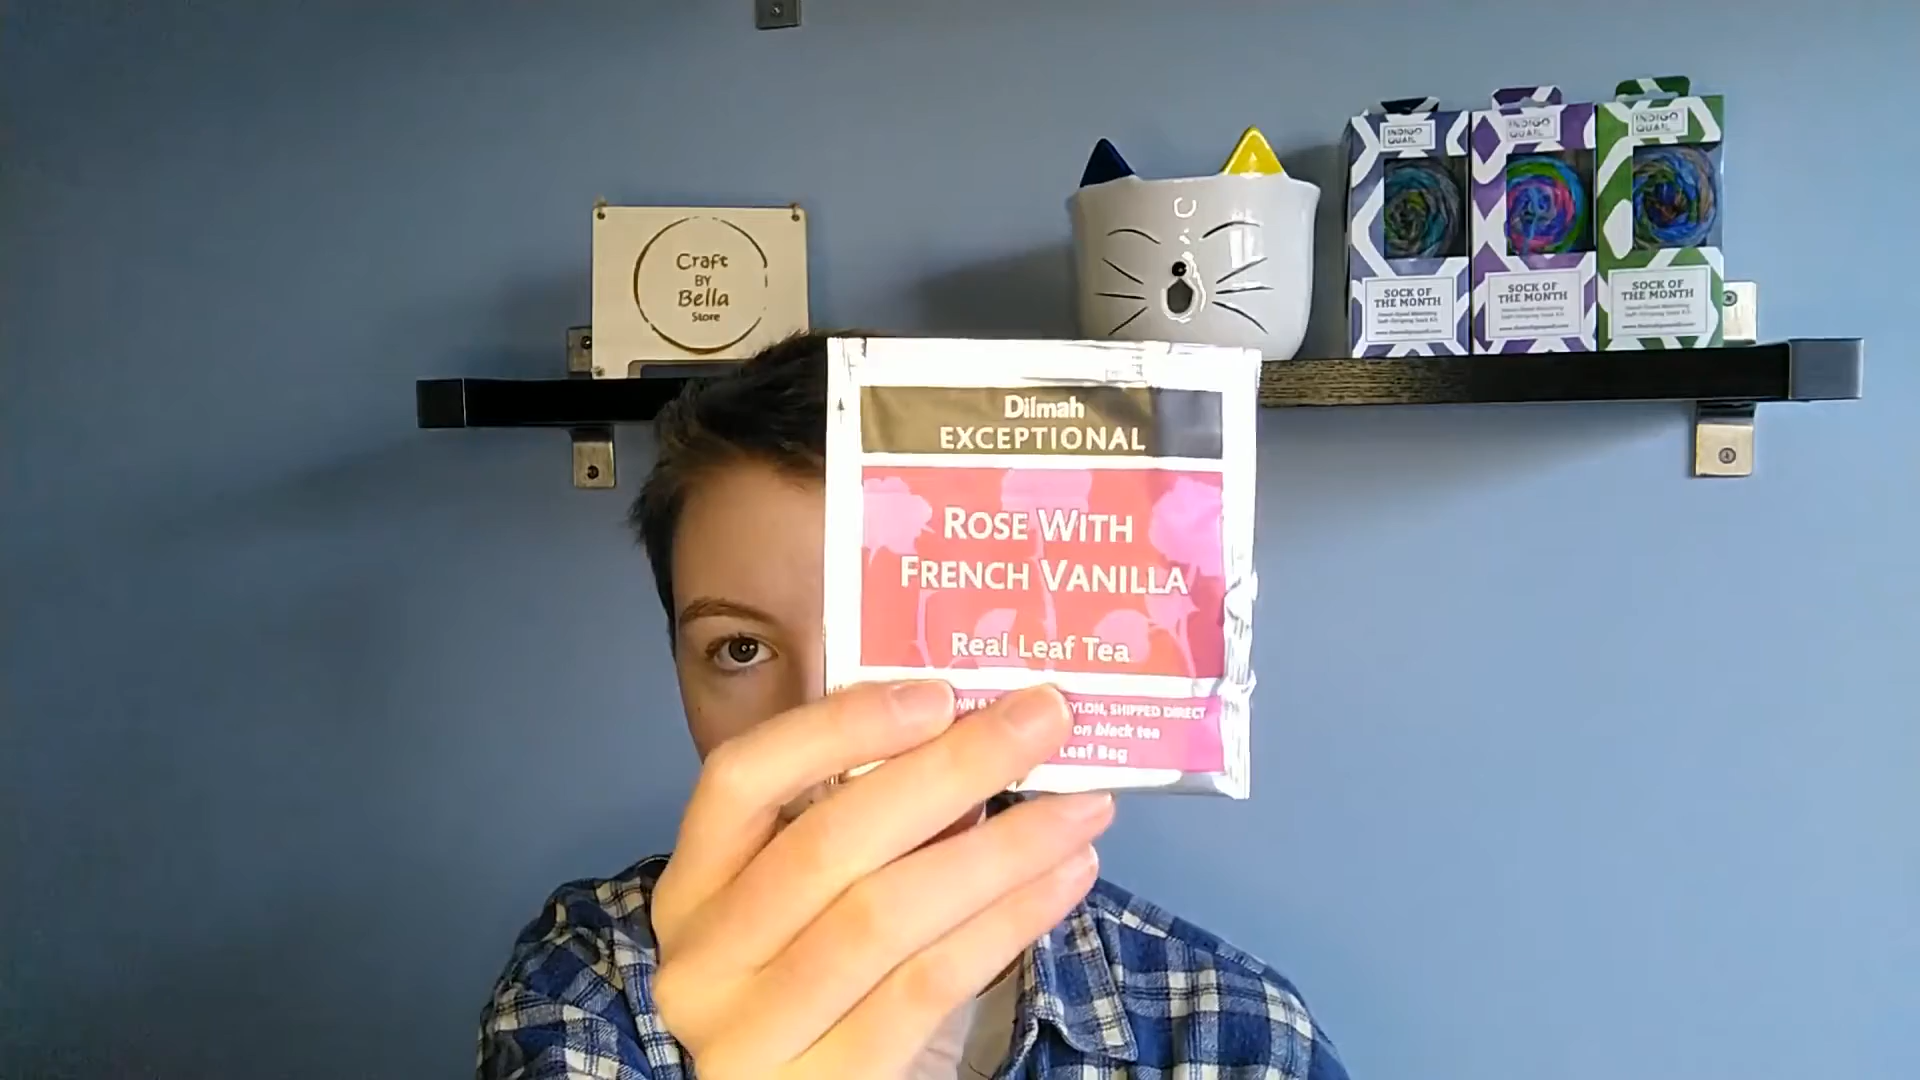 Craft
BY
Bella
Store
INDIGO
QUAIL
SOCK OF
THE MONTH
INDIGO
QUAIL
SOCK OF
THE MONTH
INDIGO
QUAIL
SOCK OF
THE MONTH
Dilmah
EXCEPTIONAL
ROSE WITH
FRENCH VANILLA
Real Leaf Tea
SHIPPED DIRECT
black tea
Leaf Bag